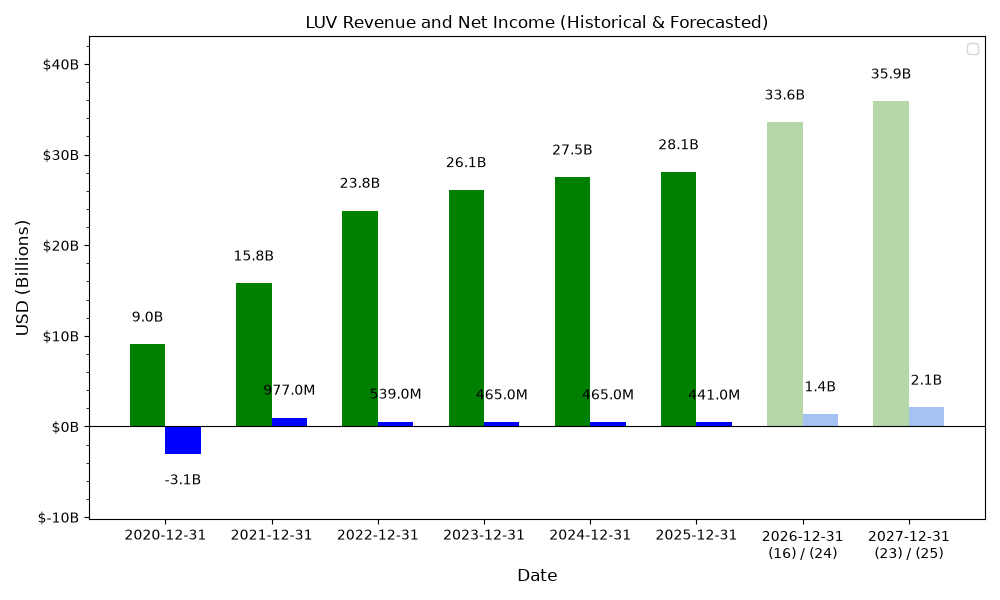 LUV Revenue and Net Income (Historical & Forecasted)
USD (Billions)
$40B
$30B
$20B
$10B
$0B
$-10B
9.0B
-3.1B
15.8B
977.0M
23.8B
539.0M
26.1B
465.0M
27.5B
465.0M
28.1B
441.0M
33.6B
1.4B
35.9B
2.1B
2020-12-31
2021-12-31
2022-12-31
2023-12-31
2024-12-31
2025-12-31
2026-12-31
(16) / (24)
2027-12-31
(23) / (25)
Date